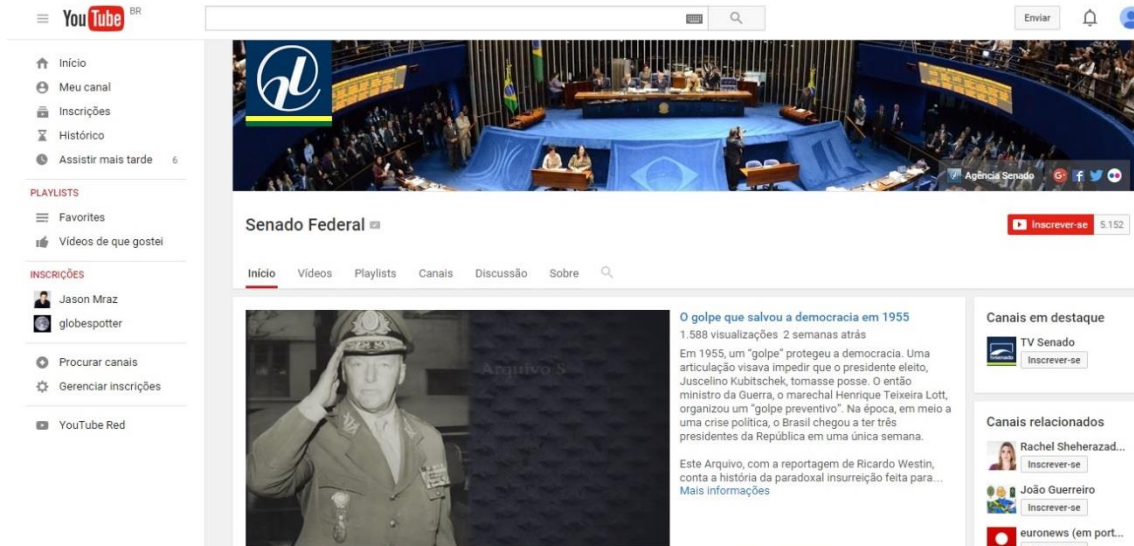 YouTube BR
Enviar
Início
Meu canal
Inscrições
Histórico
Assistir mais tarde 6
PLAYLISTS
Favorites
Vídeos de que gostei
INSCRIÇÕES
Jason Mraz
globespotter
Procurar canais
Gerenciar inscrições
YouTube Red
Agência Senado
Senado Federal
Inscrever-se 5.152
Início Vídeos Playlists Canais Discussão Sobre
Arquivo S
O golpe que salvou a democracia em 1955
1.588 visualizações 2 semanas atrás
Em 1955, um "golpe" protegeu a democracia. Uma
articulação visava impedir que o presidente eleito,
Juscelino Kubitschek, tomasse posse. O então
ministro da Guerra, o marechal Henrique Teixeira Lott,
organizou um "golpe preventivo". Na época, em meio a
uma crise política, o Brasil chegou a ter três
presidentes da República em uma única semana.
Este Arquivo, com a reportagem de Ricardo Westin,
conta a história da paradoxal insurreição feita para...
Mais informações
Canais em destaque
TV Senado
Inscrever-se
Canais relacionados
Rachel Sheherazad...
Inscrever-se
João Guerreiro
Inscrever-se
euronews (em port...